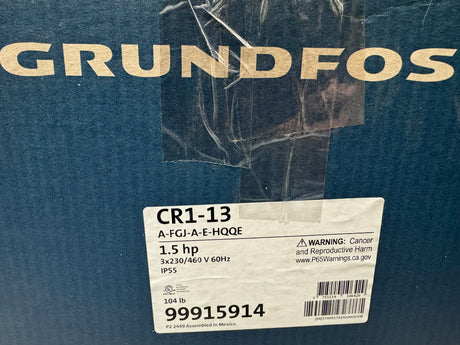 GRUNDFOS
CR1-13
A-FGJ-A-E-HQQE
1.5 hp
3x230/460 V 60Hz
IP55
WARNING: Cancer
and Reproductive Harm
www.P65Warnings.ca.gov
104 lb
99915914
P2 2449 Assembled in Mexico